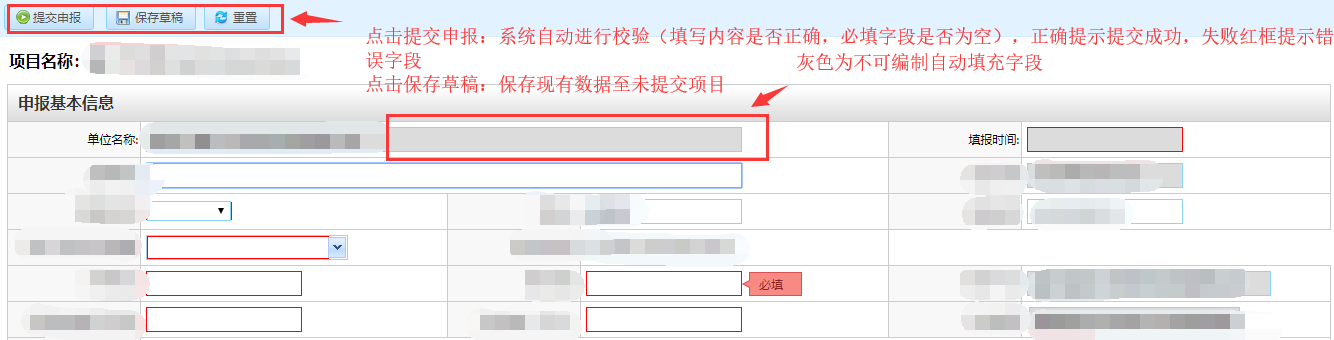 提交申报 保存草稿 重置
点击提交申报：系统自动进行校验（填写内容是否正确，必填字段是否为空），正确提示提交成功，失败红框提示错
误字段
灰色为不可编制自动填充字段
点击保存草稿：保存现有数据至未提交项目
项目名称：
申报基本信息
单位名称: 填报时间:
必填